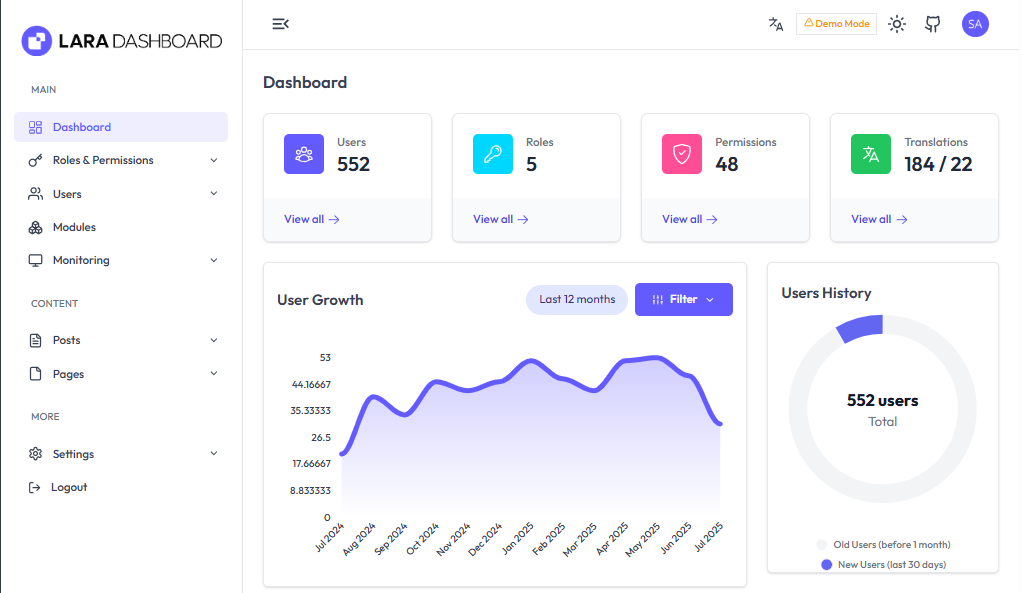 LARA DASHBOARD
MAIN
Dashboard
Roles & Permissions
Users
Modules
Monitoring
CONTENT
Posts
Pages
MORE
Settings
Logout
Demo Mode
SA
Dashboard
Users
552
View all
Roles
5
View all
Permissions
48
View all
Translations
184 / 22
View all
User Growth
Last 12 months
Filter
53
44.16667
35.33333
26.5
17.66667
8.833333
0
Jul 2024
Aug 2024
Sep 2024
Oct 2024
Nov 2024
Dec 2024
Jan 2025
Feb 2025
Mar 2025
Apr 2025
May 2025
Jun 2025
Jul 2025
Users History
552 users
Total
Old Users (before 1 month)
New Users (last 30 days)